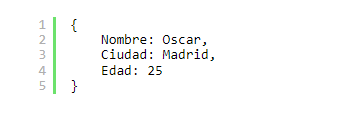 1 {
2 Nombre: Oscar,
3 Ciudad: Madrid,
4 Edad: 25
5 }